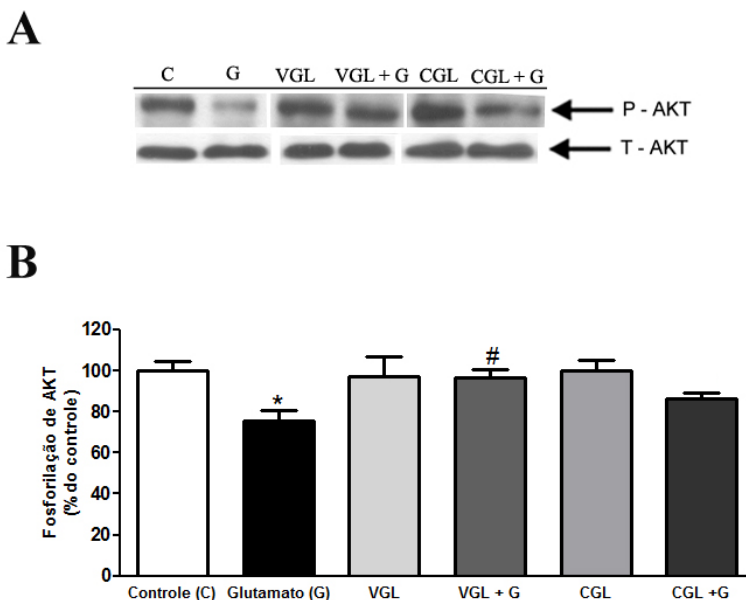 A
C G VGL VGL + G CGL CGL + G
P - AKT
T - AKT
B
Fosforilação de AKT
(% do controle)
120
100
80
60
40
20
0
*
#
Controle (C) Glutamato (G) VGL VGL + G CGL CGL +G